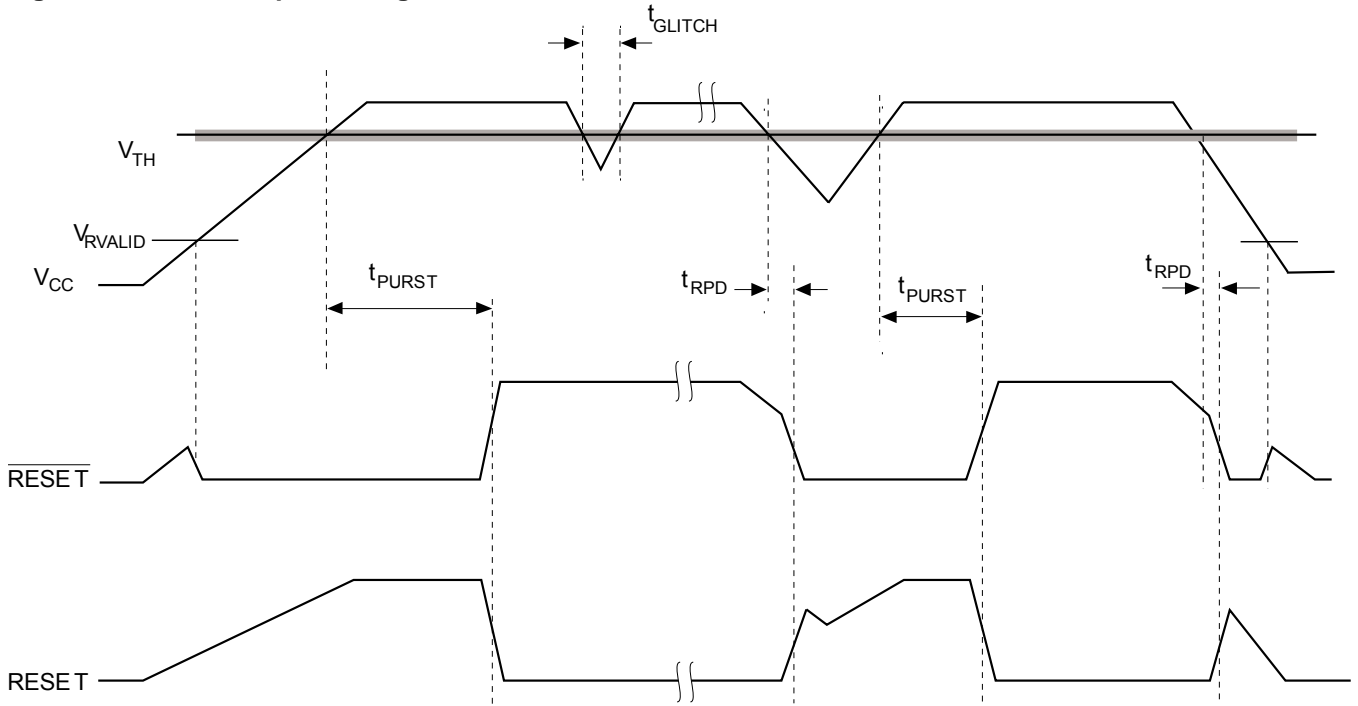 tGLITCH
VTH
VRVALID
VCC
tPURST
tRPD
tPURST
tRPD
RESET
RESET